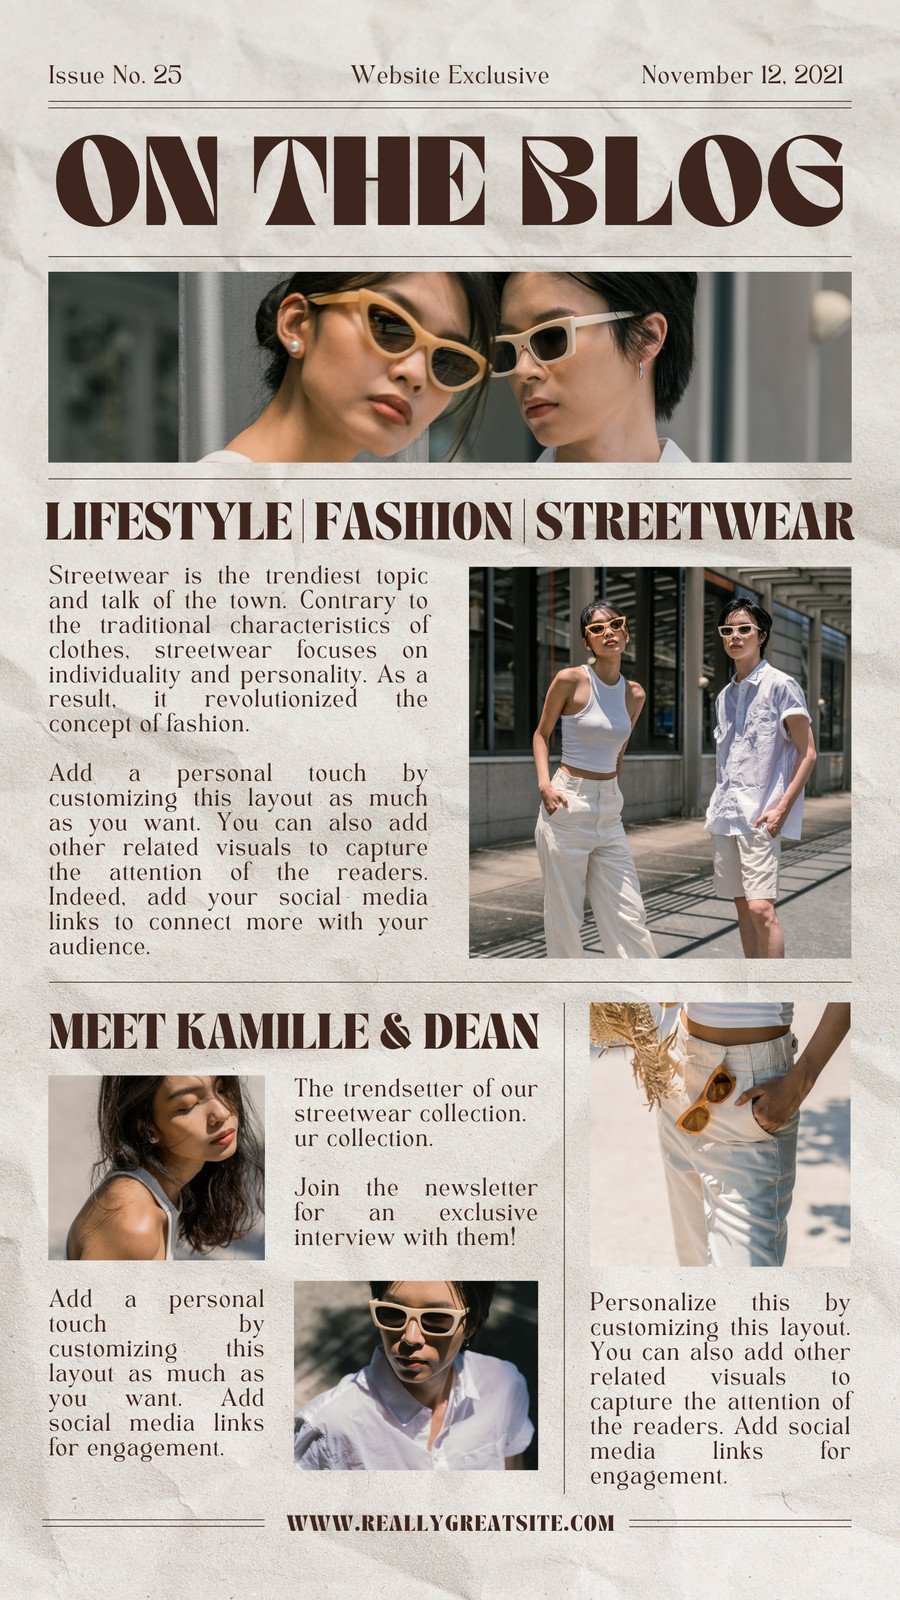 Issue No. 25
Website Exclusive
November 12, 2021
ON THE BLOG
LIFESTYLE | FASHION | STREETWEAR
Streetwear is the trendiest topic
and talk of the town. Contrary to
the traditional characteristics of
clothes, streetwear focuses on
individuality and personality. As a
result, it revolutionized the
concept of fashion.
Add a personal touch by
customizing this layout as much
as you want. You can also add
other related visuals to capture
the attention of the readers.
Indeed, add your social media
links to connect more with your
audience.
MEET KAMILLE & DEAN
The trendsetter of our
streetwear collection.
ur collection.
Join the newsletter
for an exclusive
interview with them!
Add a personal
touch by
customizing this
layout as much as
you want. Add
social media links
for engagement.
Personalize this by
customizing this layout.
You can also add other
related visuals to
capture the attention of
the readers. Add social
media links for
engagement.
WWW.REALLYGREATSITE.COM